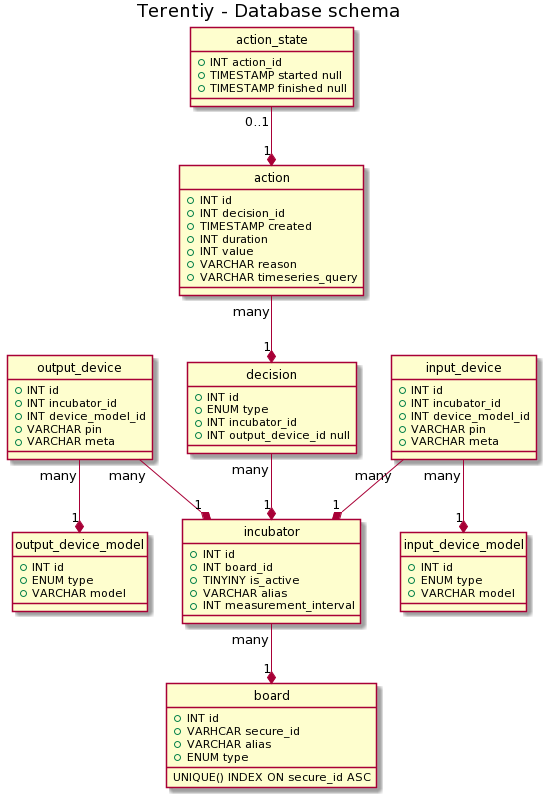 Terentiy - Database schema
action_state
INT action_id
TIMESTAMP started null
TIMESTAMP finished null
0..1
1
action
INT id
INT decision_id
TIMESTAMP created
INT duration
INT value
VARCHAR reason
VARCHAR timeseries_query
many
1
output_device
INT id
INT incubator_id
INT device_model_id
VARCHAR pin
VARCHAR meta
decision
INT id
ENUM type
INT incubator_id
INT output_device_id null
input_device
INT id
INT incubator_id
INT device_model_id
VARCHAR pin
VARCHAR meta
many
many
many
many
many
1
1
1
1
1
output_device_model
INT id
ENUM type
VARCHAR model
incubator
INT id
INT board_id
TINYINY is_active
VARCHAR alias
INT measurement_interval
input_device_model
INT id
ENUM type
VARCHAR model
many
1
board
INT id
VARHCAR secure_id
VARCHAR alias
ENUM type
UNIQUE() INDEX ON secure_id ASC